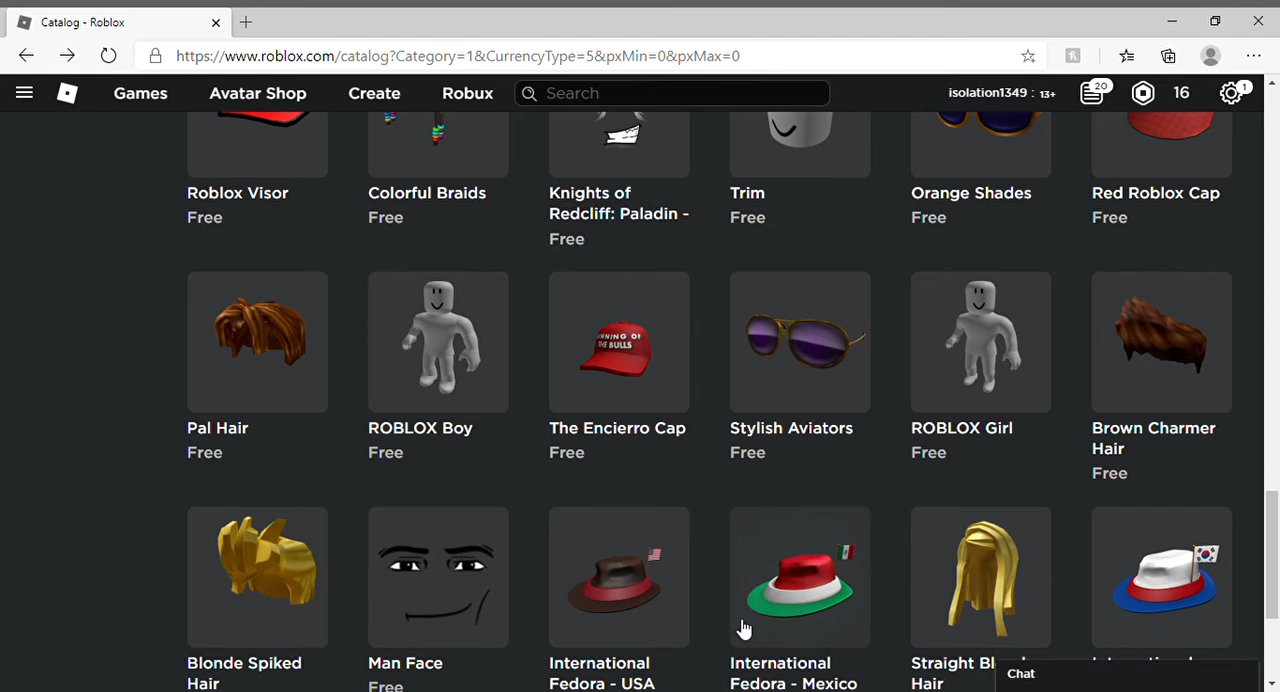 Catalog - Roblox
https://www.roblox.com/catalog?Category=1&CurrencyType=5&pxMin=0&pxMax=0
Games Avatar Shop Create Robux Search isolation1349 : 13+ 20 16 1
Roblox Visor Colorful Braids Knights of Trim Orange Shades Red Roblox Cap
Free Free Redcliff: Paladin - Free Free Free
Free
NNING OF
THE BULLS
Pal Hair ROBLOX Boy The Encierro Cap Stylish Aviators ROBLOX Girl Brown Charmer
Free Free Free Free Free Hair
Free
Blonde Spiked Man Face International International Straight
Hair Free Fedora - USA Fedora - Mexico Hair
Chat